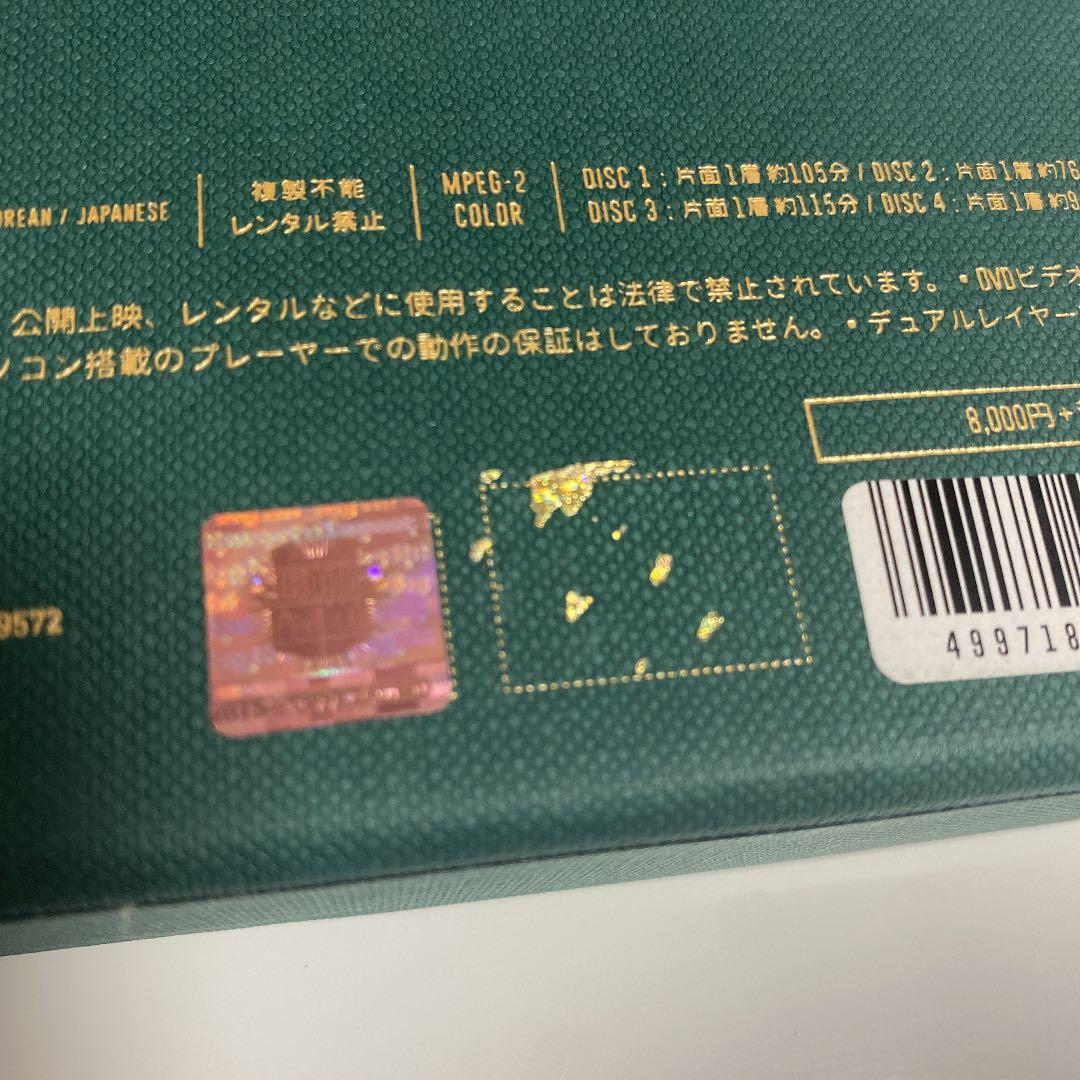 KOREAN / JAPANESE
複製不能
レンタル禁止
MPEG-2
COLOR
DISC 1 : 片面1層 約105分 / DISC 2 : 片面1層 約76
DISC 3 : 片面1層 約115分 / DISC 4 : 片面1層 約9
公開上映、レンタルなどに使用することは法律で禁止されています。・DVDビデオ
ソコン搭載のプレーヤーでの動作の保証はしておりません。・デュアルレイヤー
8,000円+
9572
BTS
499718